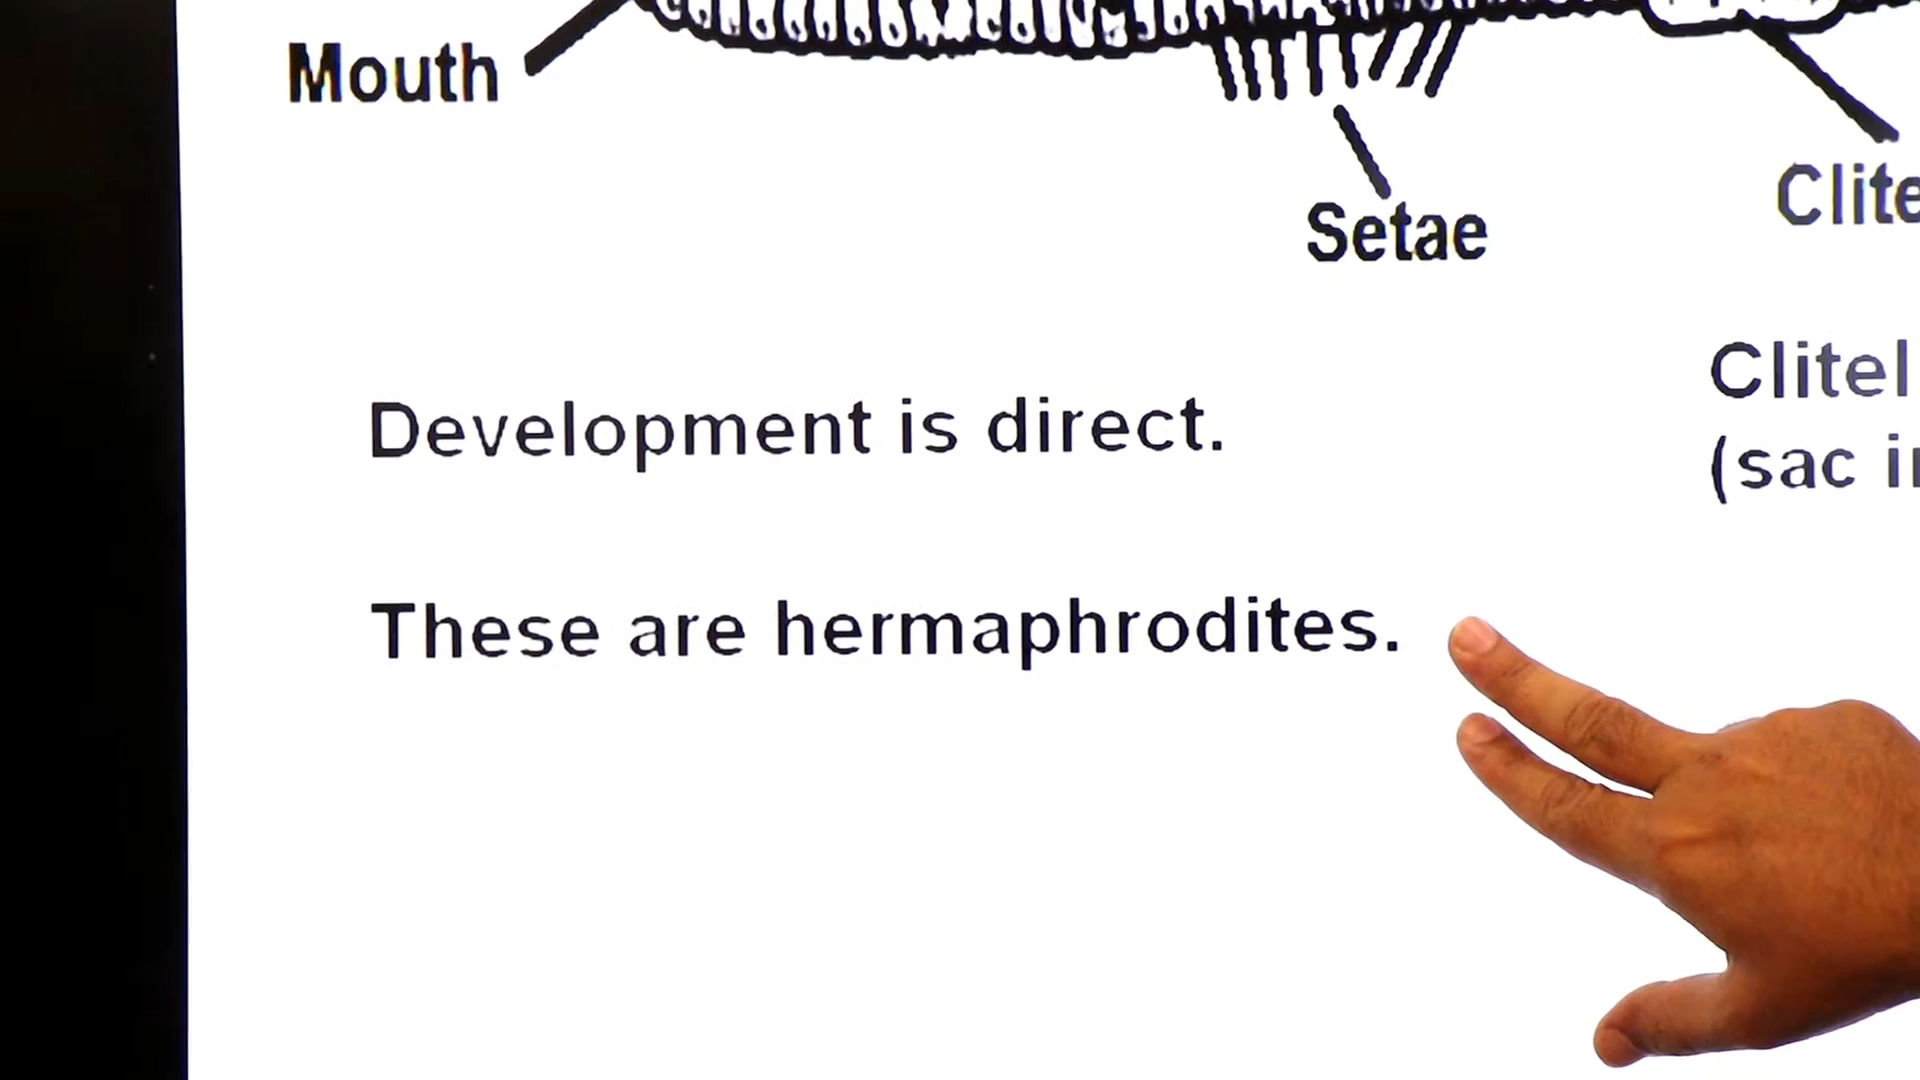 Mouth
Setae
Clite
Development is direct.
Clitel
(sac i
These are hermaphrodites.